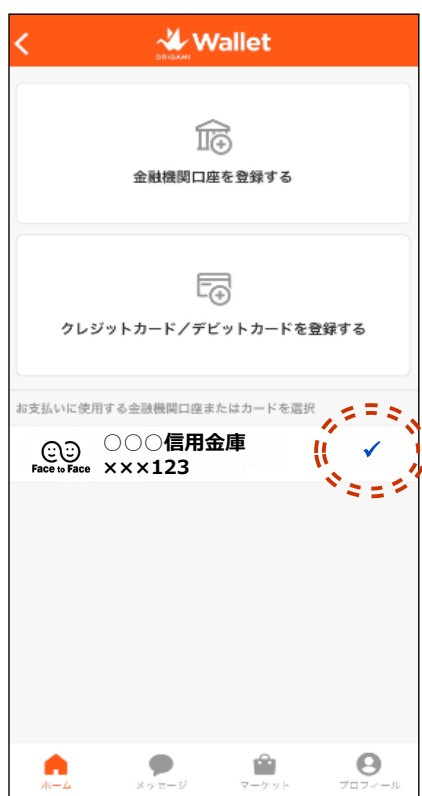 Wallet
ORIGAMI
金融機関口座を登録する
クレジットカード／デビットカードを登録する
お支払いに使用する金融機関口座またはカードを選択
○○○信用金庫
Face to Face ×××123
ホーム メッセージ マーケット プロフィール